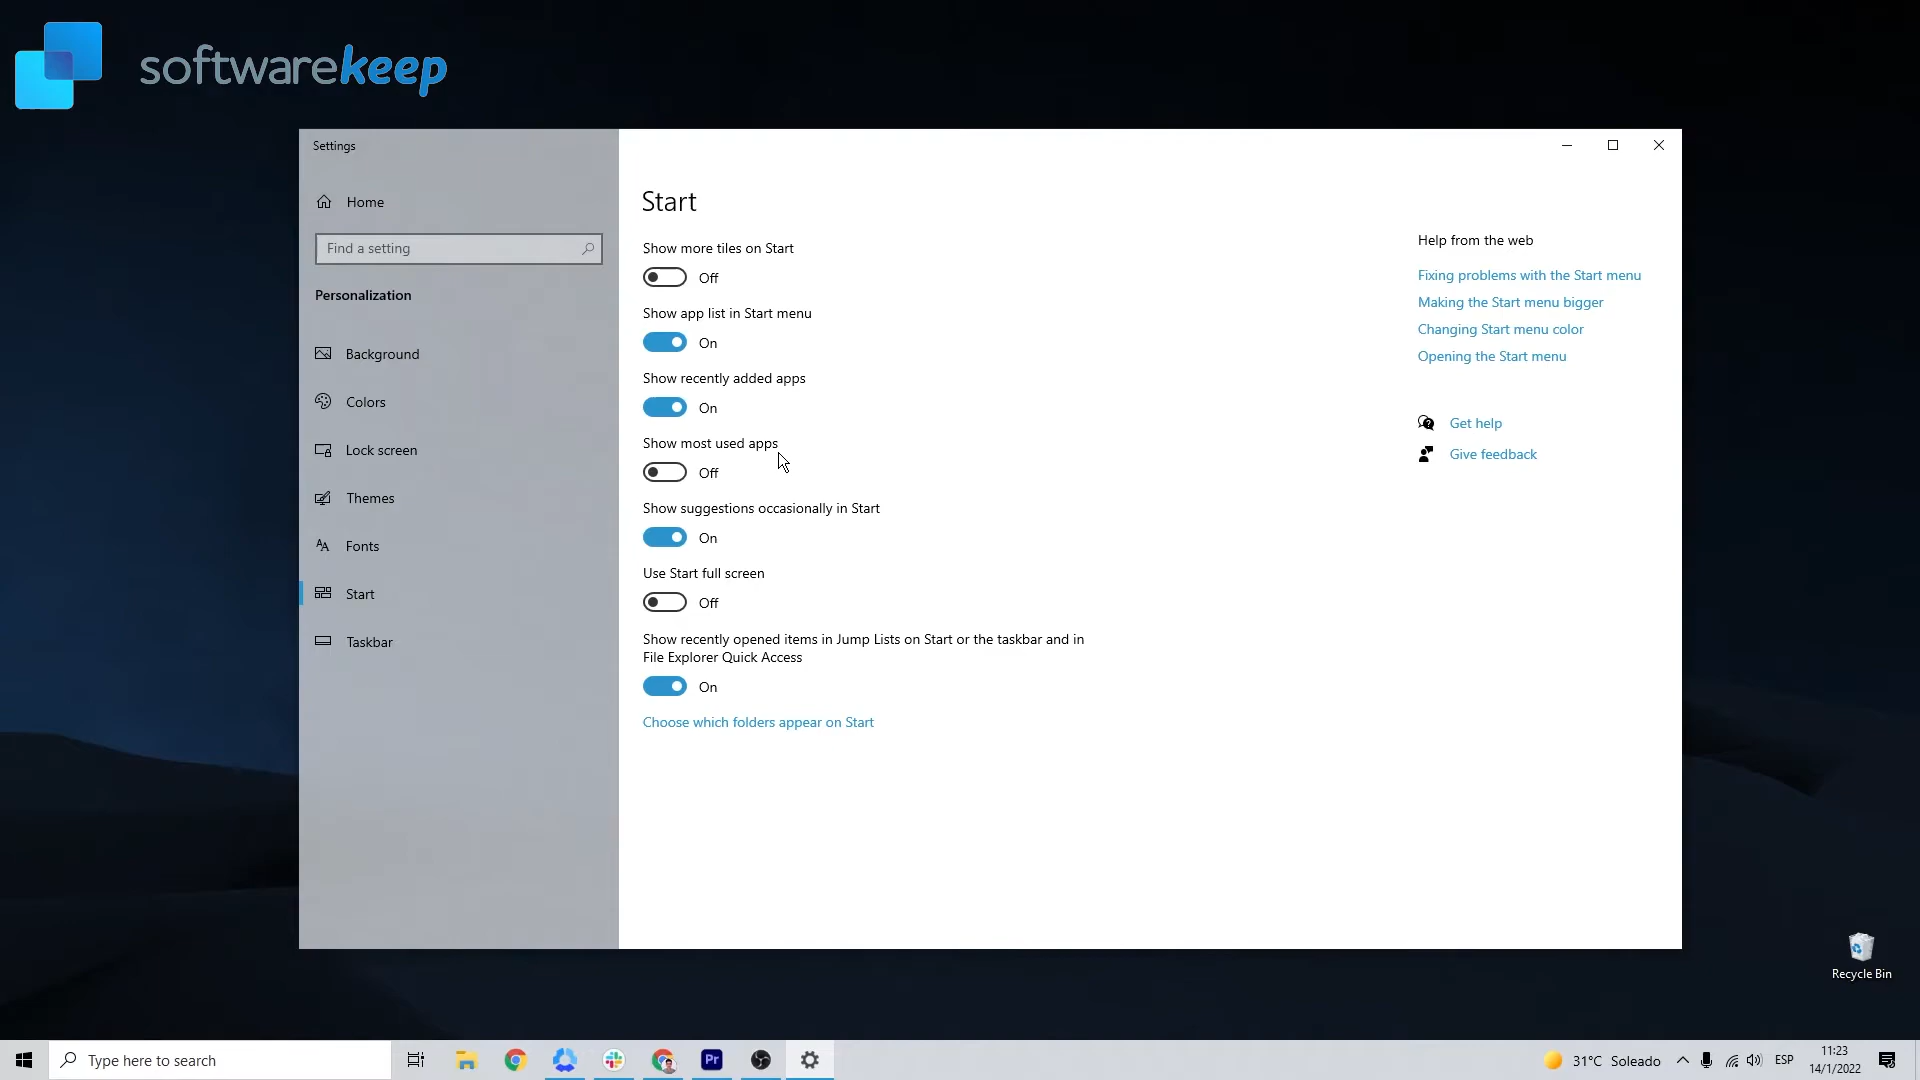 softwarekeep
Settings
Home
Find a setting
Personalization
Background
Colors
Lock screen
Themes
Fonts
Start
Taskbar
Start
Show more tiles on Start
Off
Show app list in Start menu
On
Show recently added apps
On
Show most used apps
Off
Show suggestions occasionally in Start
On
Use Start full screen
Off
Show recently opened items in Jump Lists on Start or the taskbar and in
File Explorer Quick Access
On
Choose which folders appear on Start
Help from the web
Fixing problems with the Start menu
Making the Start menu bigger
Changing Start menu color
Opening the Start menu
Get help
Give feedback
Recycle Bin
Type here to search
Pr
31°C Soleado
ESP
11:23
14/1/2022